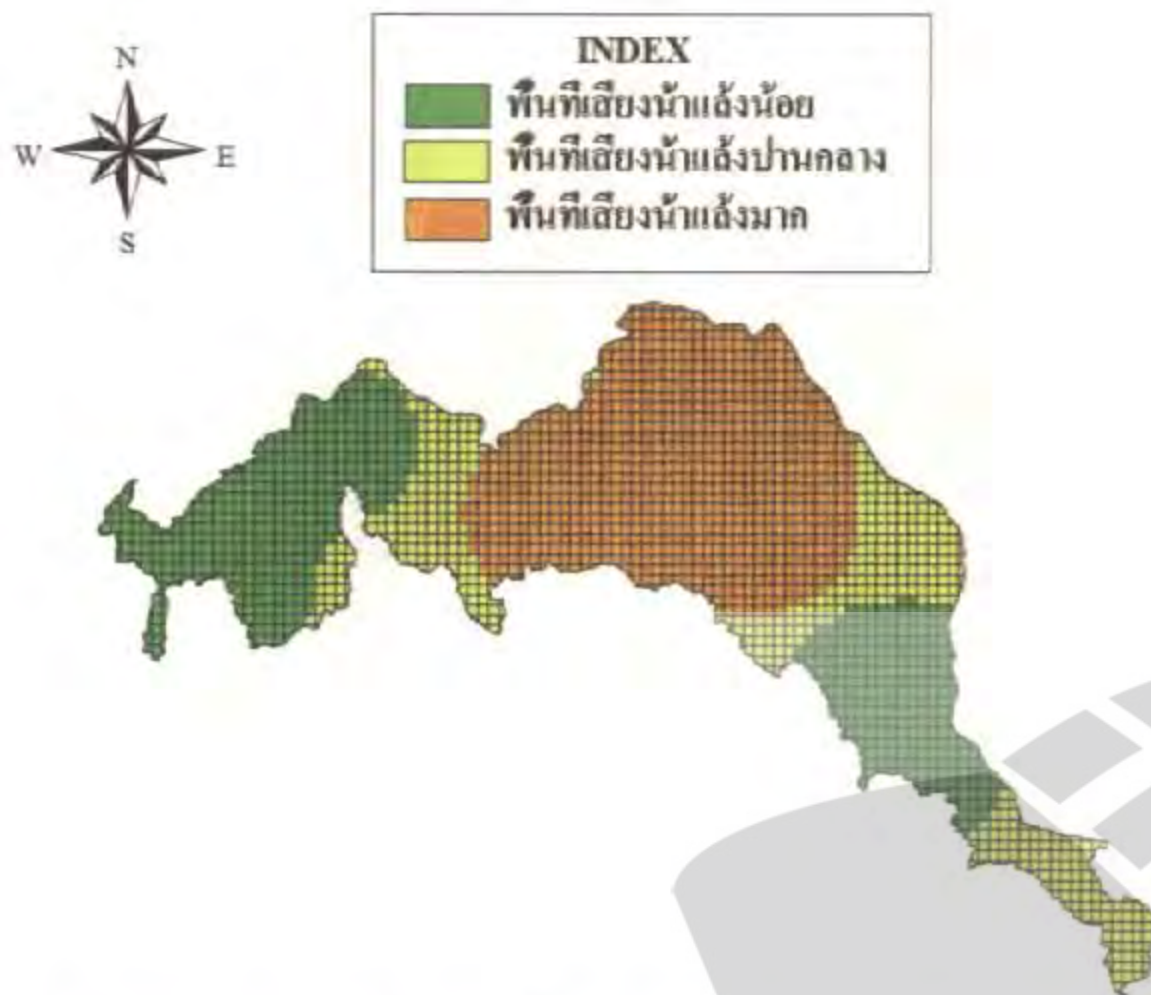 N
W E
S
INDEX
พื้นที่เสี่ยงน้ำแล้งน้อย
พื้นที่เสี่ยงน้ำแล้งปานกลาง
พื้นที่เสี่ยงน้ำแล้งมาก